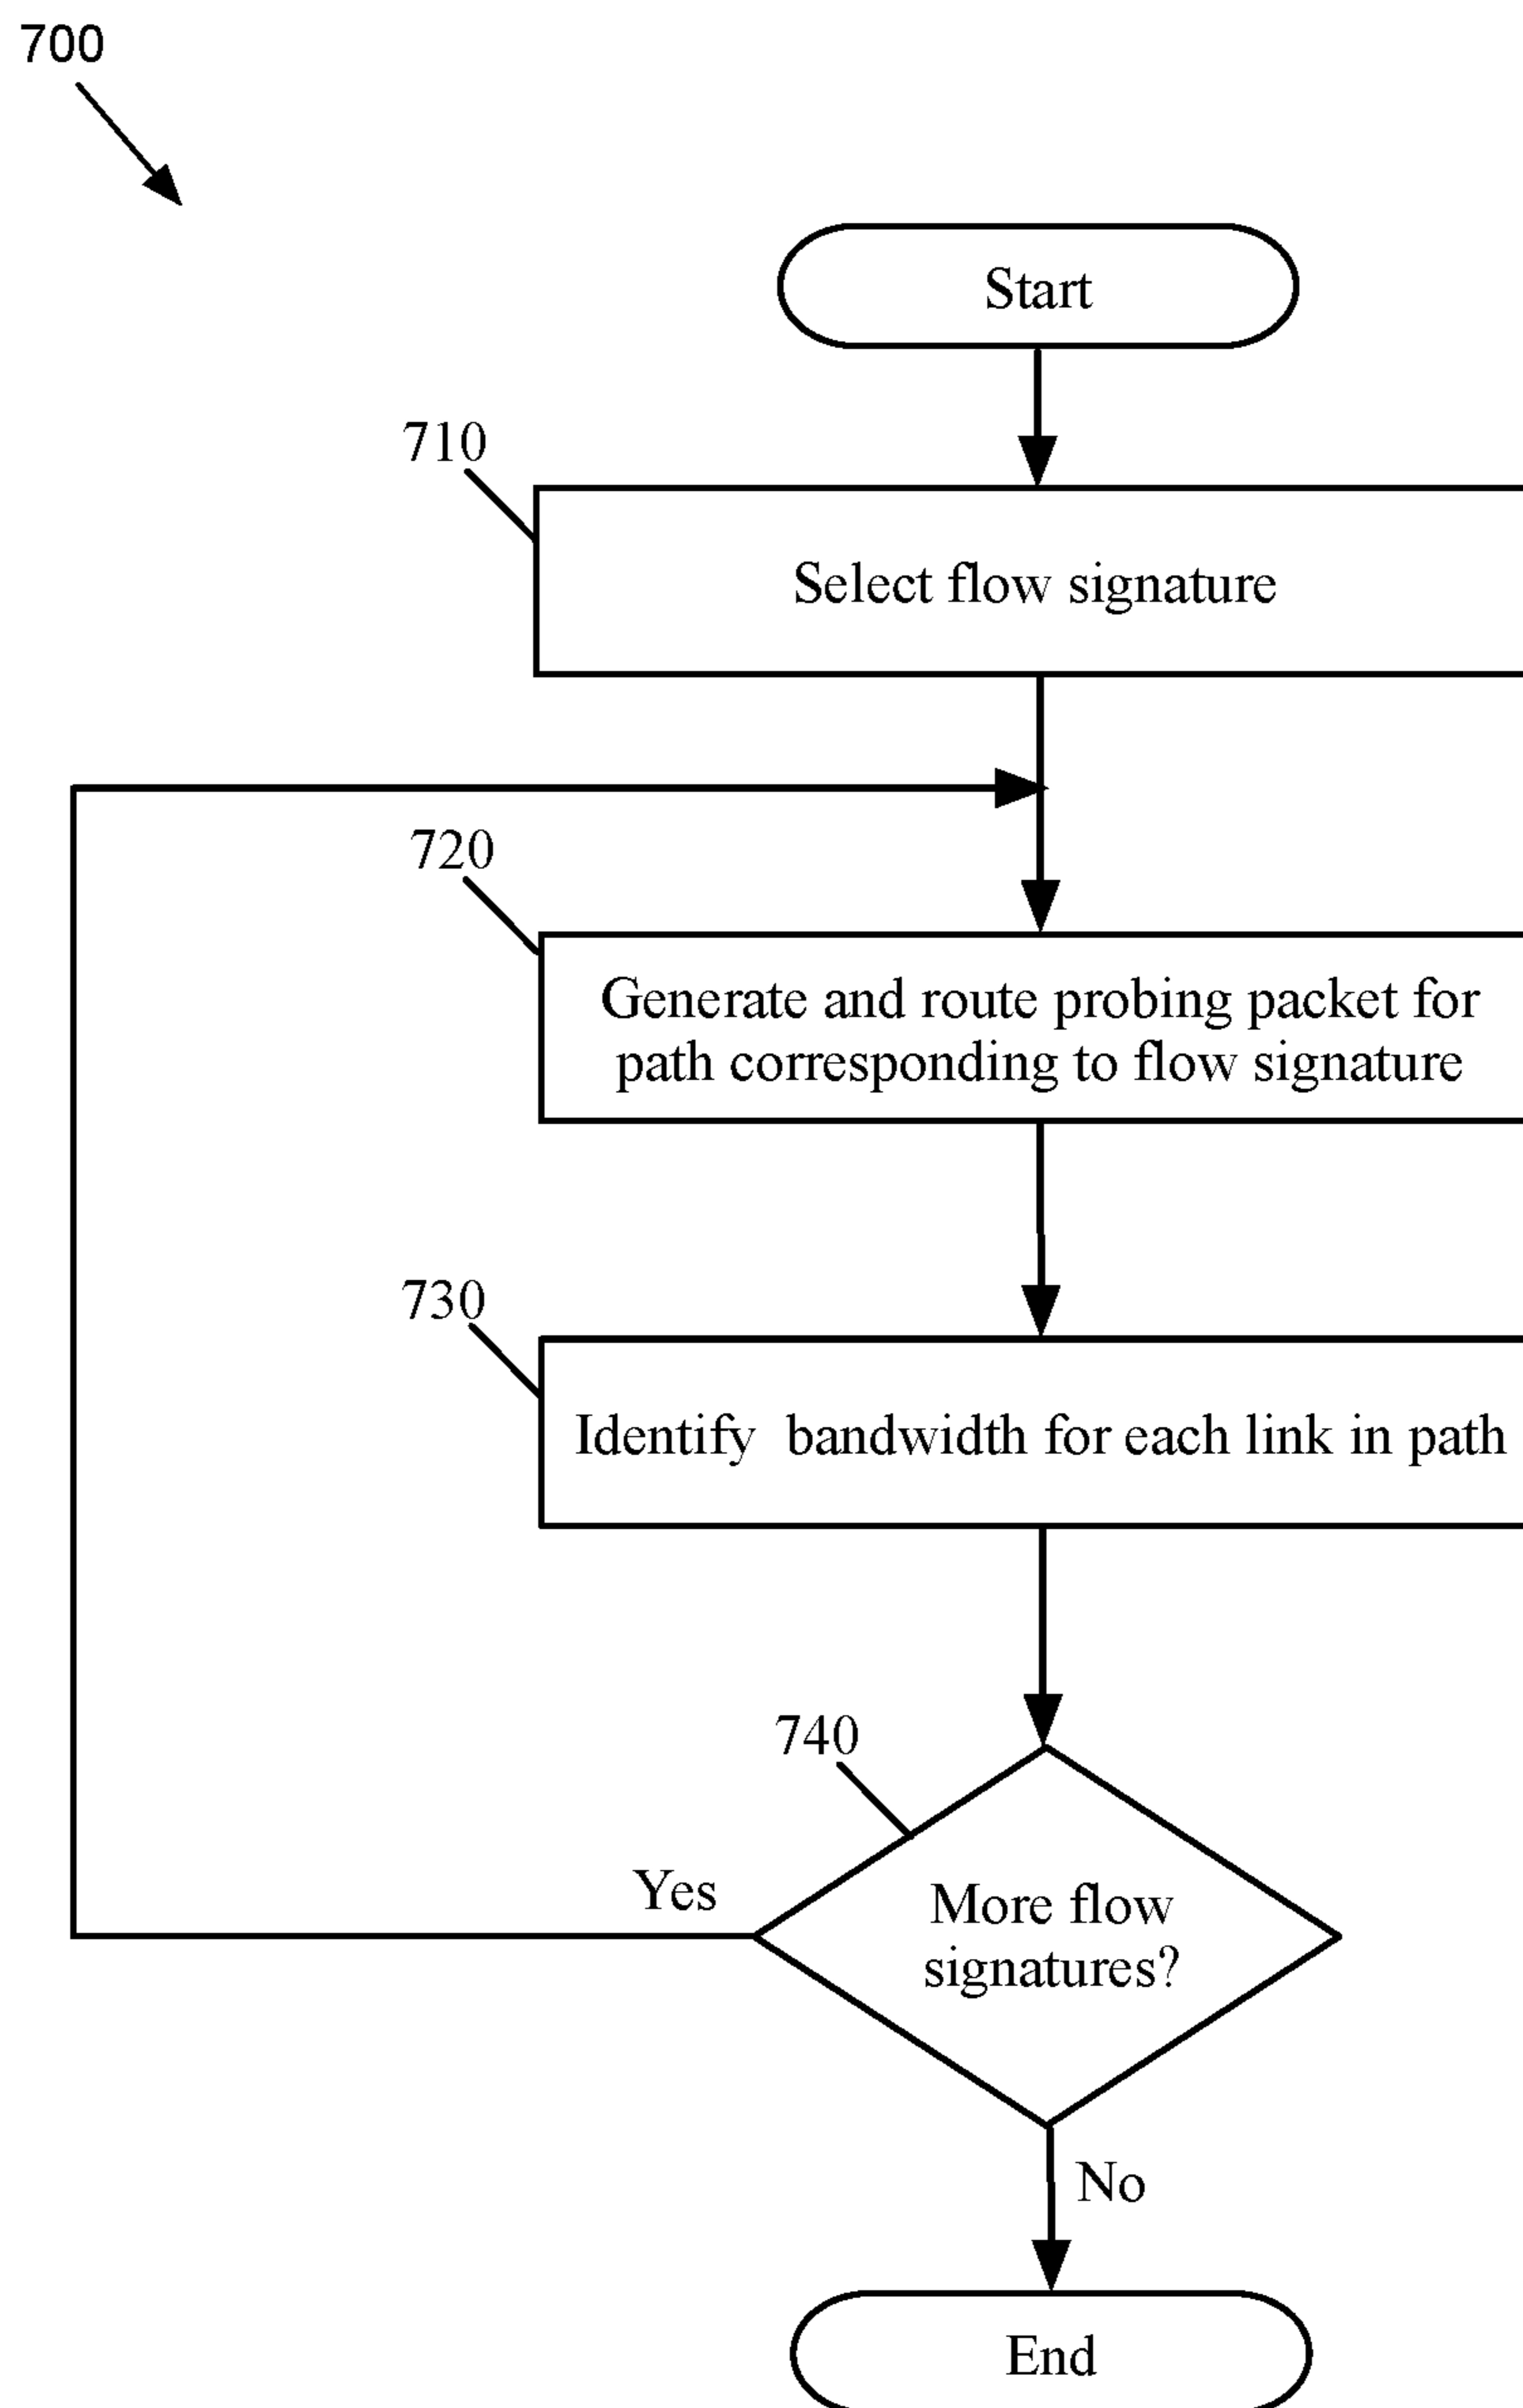 700
Start
710
Select flow signature
720
Generate and route probing packet for
path corresponding to flow signature
730
Identify bandwidth for each link in path
740
Yes
More flow
signatures?
No
End